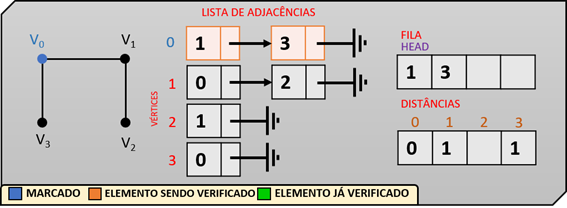 LISTA DE ADJACÊNCIAS
V0 V1
V3 V2
VÉRTICES
0 1 3
1 0 2
2 1
3 0
FILA
HEAD
1 3
DISTÂNCIAS
0 1 2 3
0 1 1
MARCADO ELEMENTO SENDO VERIFICADO ELEMENTO JÁ VERIFICADO